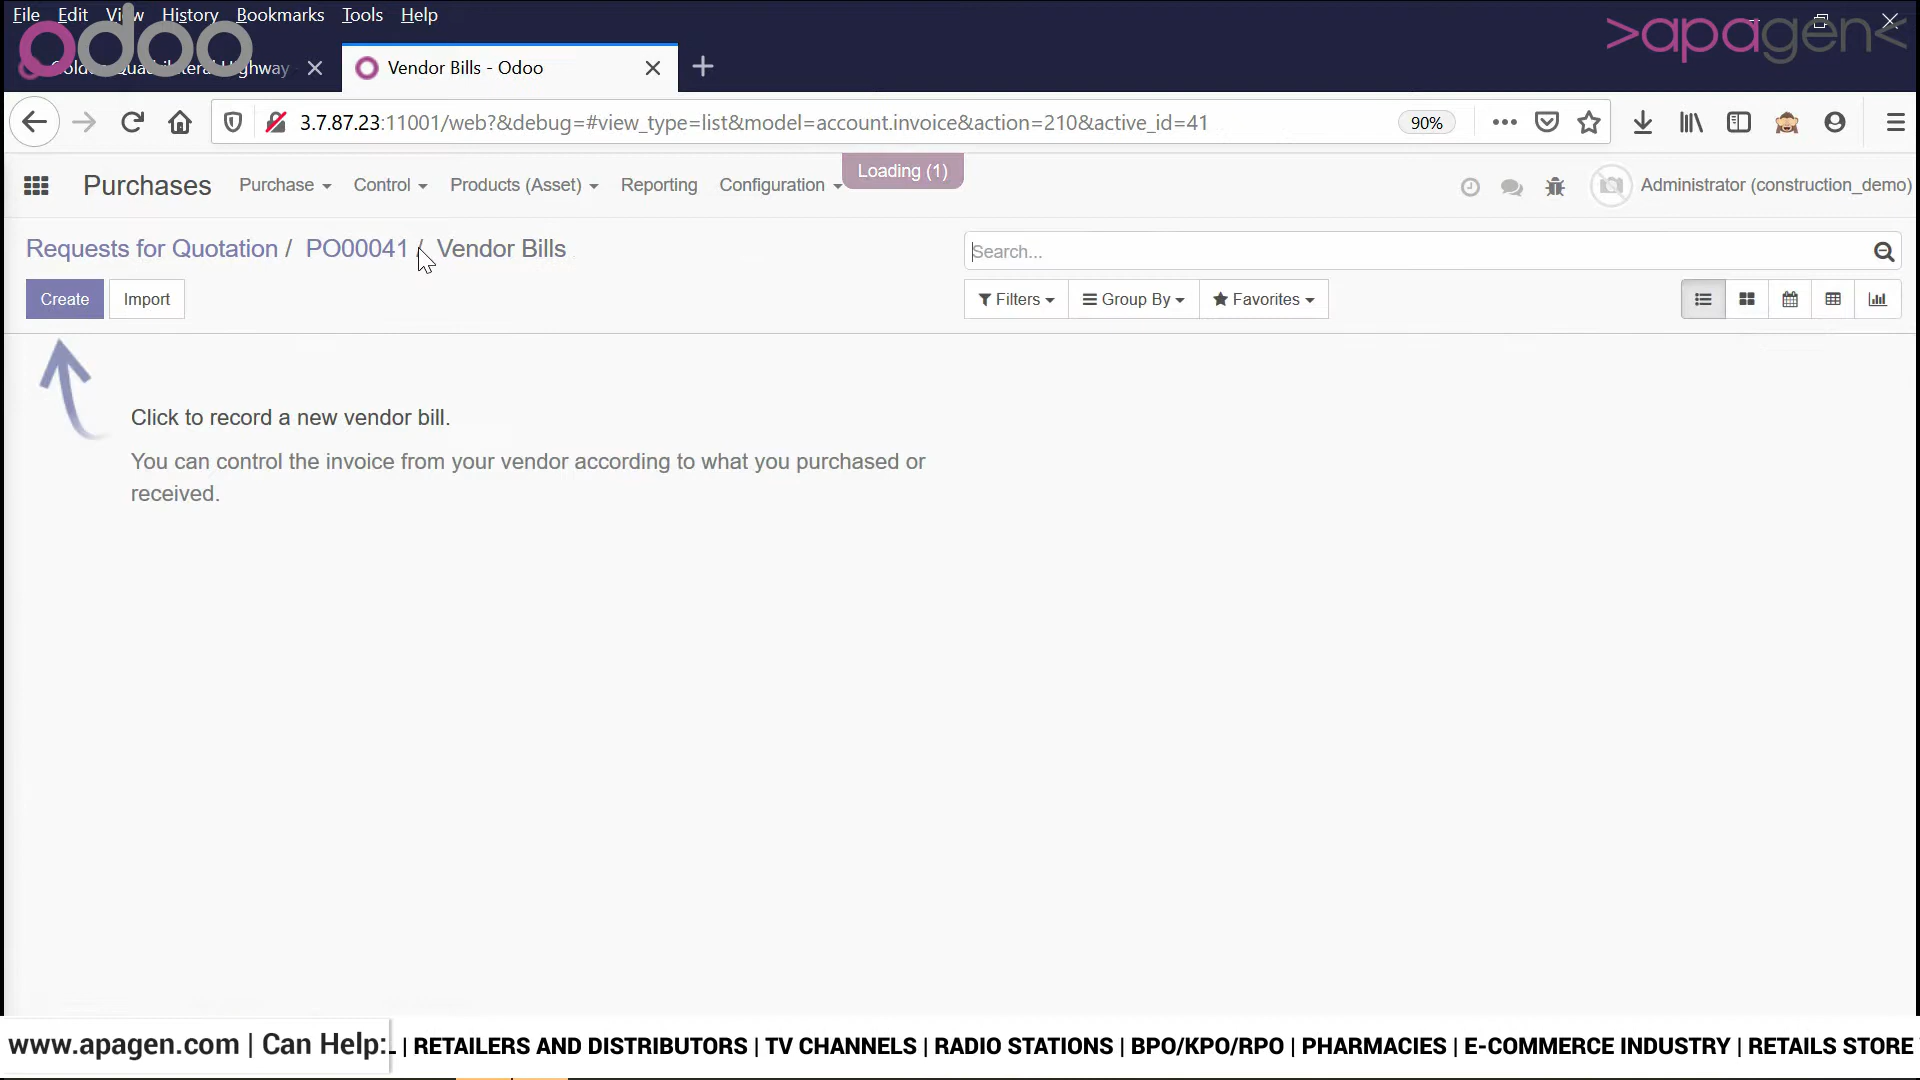 File Edit View History Bookmarks Tools Help
odoo
>apagen<
Vendor Bills - Odoo
3.7.87.23:11001/web?&debug=#view_type=list&model=account.invoice&action=210&active_id=41
90%
Loading (1)
Purchases Purchase Control Products (Asset) Reporting Configuration Administrator (construction_demo)
Requests for Quotation / PO00041 / Vendor Bills
Search...
Create Import Filters Group By Favorites
Click to record a new vendor bill.
You can control the invoice from your vendor according to what you purchased or
received.
www.apagen.com | Can Help: | RETAILERS AND DISTRIBUTORS | TV CHANNELS | RADIO STATIONS | BPO/KPO/RPO | PHARMACIES | E-COMMERCE INDUSTRY | RETAILS STORE